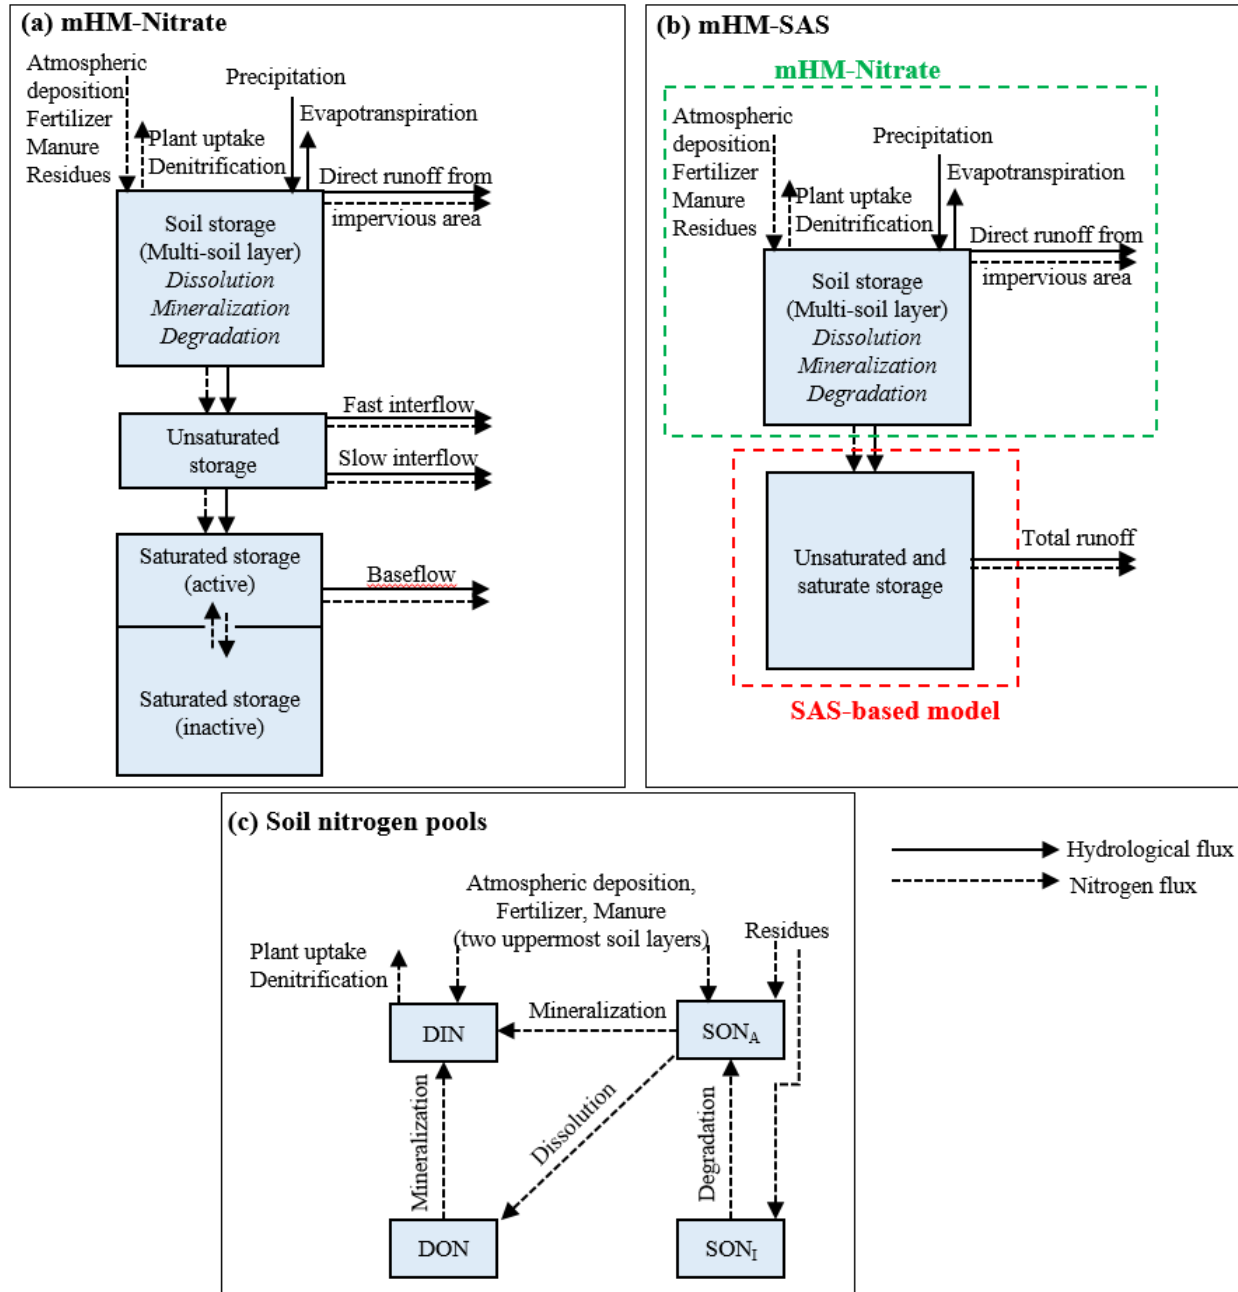 (a) mHM-Nitrate
Atmospheric
deposition
Fertilizer
Manure
Residues
Plant uptake
Denitrification
Precipitation
Evapotranspiration
Direct runoff from
impervious area
Soil storage
(Multi-soil layer)
Dissolution
Mineralization
Degradation
Fast interflow
Unsaturated
storage
Slow interflow
Saturated storage
(active)
Baseflow
Saturated storage
(inactive)
(b) mHM-SAS
mHM-Nitrate
Atmospheric
deposition
Fertilizer
Manure
Residues
Plant uptake
Denitrification
Precipitation
Evapotranspiration
Direct runoff from
impervious area
Soil storage
(Multi-soil layer)
Dissolution
Mineralization
Degradation
Unsaturated and
saturate storage
Total runoff
SAS-based model
(c) Soil nitrogen pools
Atmospheric deposition,
Fertilizer, Manure
(two uppermost soil layers)
Residues
Plant uptake
Denitrification
DIN
Mineralization
SONA
Mineralization
Dissolution
Degradation
DON
SONI
Hydrological flux
Nitrogen flux